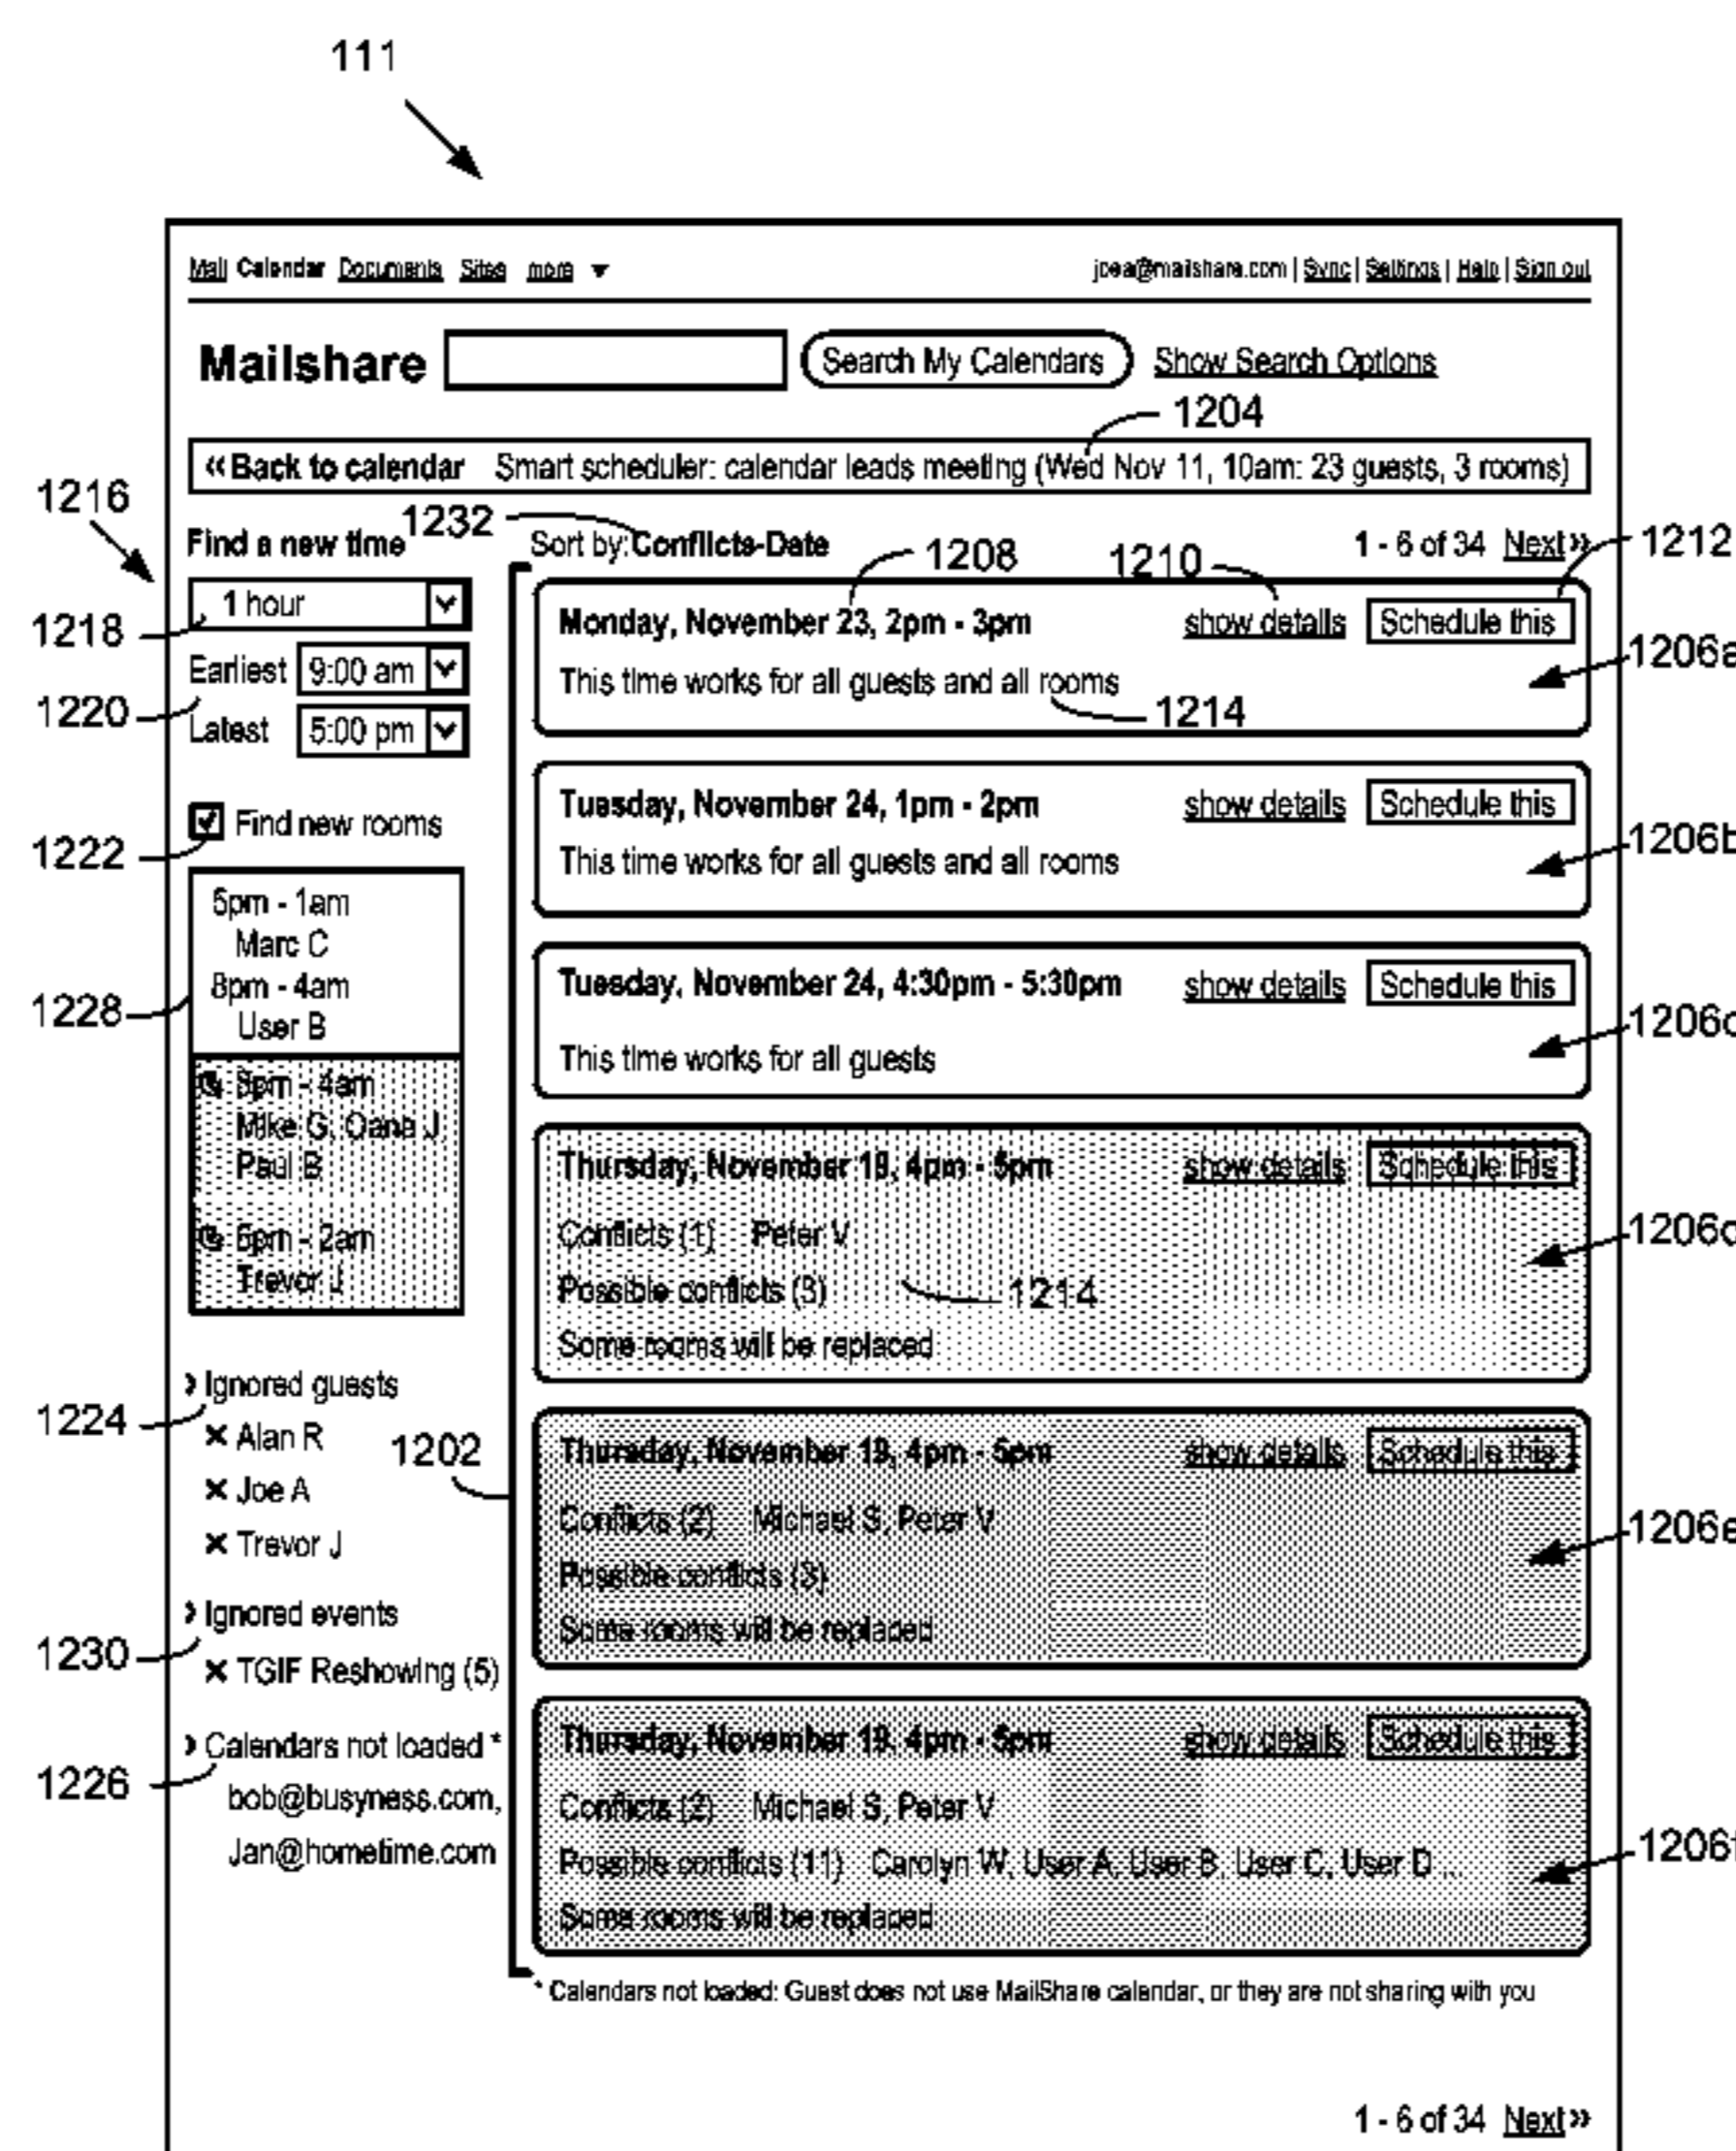 111
Mail Calendar Documents Sites more ▼ joea@mailshare.com | Sync | Settings | Help | Sign out
Mailshare Search My Calendars Show Search Options
1204
« Back to calendar Smart scheduler: calendar leads meeting (Wed Nov 11, 10am: 23 guests, 3 rooms)
1216
Find a new time
1232
Sort by: Conflicts-Date
1 - 6 of 34 Next »
1208
1210
1212
1 hour
1218
Earliest 9:00 am
1220
Latest 5:00 pm
Find new rooms
1222
5pm - 1am
Marc C
8pm - 4am
User B
1228
Mike G, Oana J
Paul B
6pm - 2am
Trevor J
› Ignored guests
1224
× Alan R
× Joe A
× Trevor J
› Ignored events
1230
× TGIF Reshowing (5)
› Calendars not loaded *
1226
bob@busyness.com,
Jan@hometime.com
1202
Monday, November 23, 2pm - 3pm show details Schedule this
1206a
This time works for all guests and all rooms
1214
Tuesday, November 24, 1pm - 2pm show details Schedule this
1206b
This time works for all guests and all rooms
Tuesday, November 24, 4:30pm - 5:30pm show details Schedule this
1206c
This time works for all guests
Thursday, November 19, 4pm - 5pm show details Schedule this
1206d
Conflicts (1) Peter V
Possible conflicts (3)
1214
Some rooms will be replaced
Thursday, November 19, 4pm - 5pm show details Schedule this
Conflicts (2) Michael S, Peter V
1206e
Possible conflicts (3)
Some rooms will be replaced
Thursday, November 19, 4pm - 5pm show details Schedule this
Conflicts (2) Michael S, Peter V
1206f
Possible conflicts (11) Carolyn W, User A, User B, User C, User D ...
Some rooms will be replaced
* Calendars not loaded: Guest does not use MailShare calendar, or they are not sharing with you
1 - 6 of 34 Next »